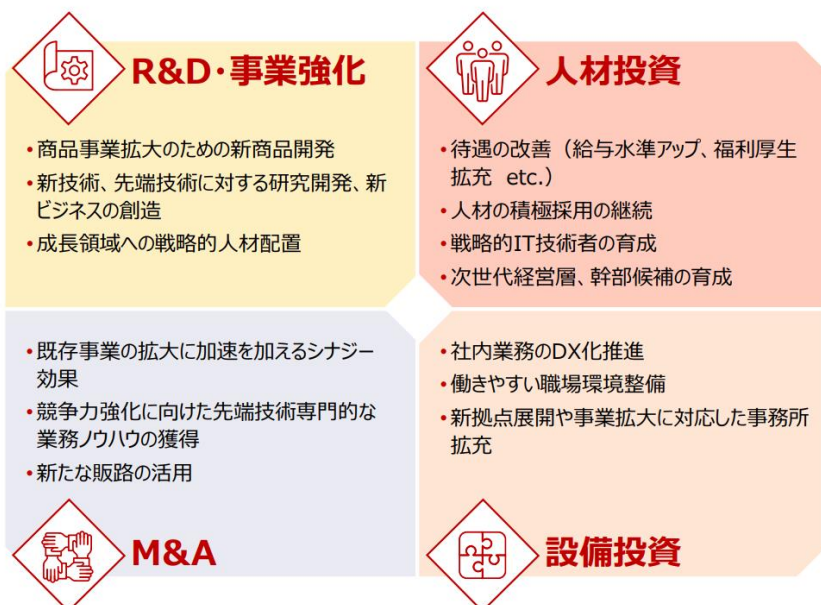 R&D・事業強化
・商品事業拡大のための新商品開発
・新技術、先端技術に対する研究開発、新
ビジネスの創造
・成長領域への戦略的人材配置
人材投資
・待遇の改善（給与水準アップ、福利厚生
拡充 etc.）
・人材の積極採用の継続
・戦略的IT技術者の育成
・次世代経営層、幹部候補の育成
・既存事業の拡大に加速を加えるシナジー
効果
・競争力強化に向けた先端技術専門的な
業務ノウハウの獲得
・新たな販路の活用
M&A
・社内業務のDX化推進
・働きやすい職場環境整備
・新拠点展開や事業拡大に対応した事務所
拡充
設備投資